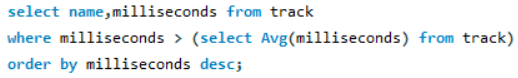 select name,milliseconds from track
where milliseconds > (select Avg(milliseconds) from track)
order by milliseconds desc;